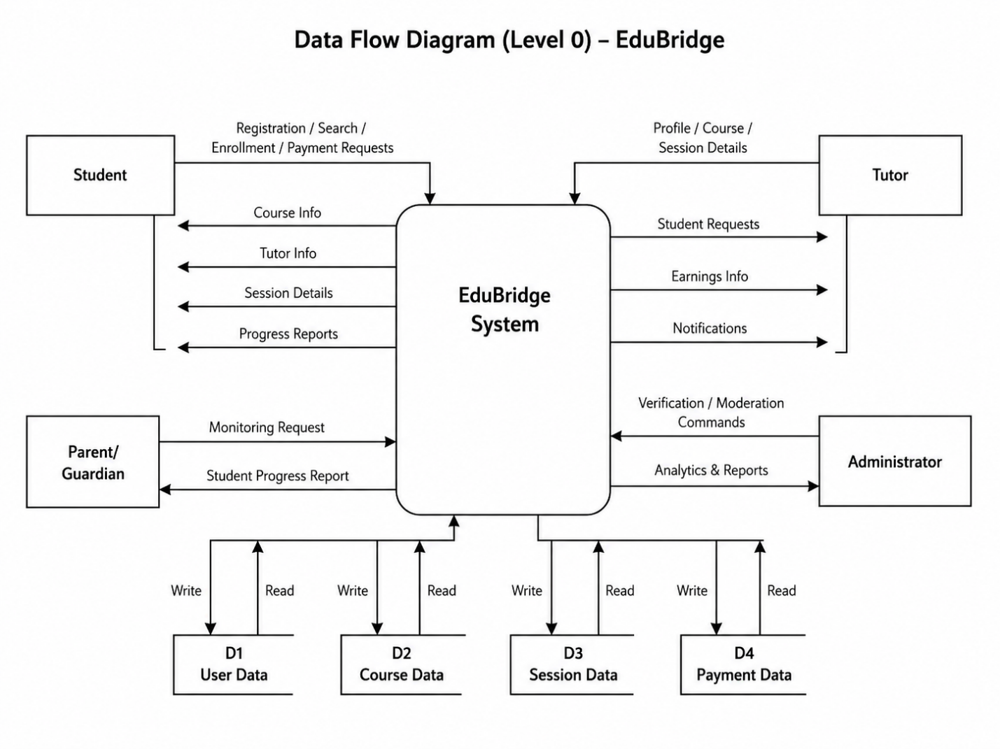 Data Flow Diagram (Level 0) – EduBridge
Registration / Search /
Enrollment / Payment Requests
Profile / Course /
Session Details
Student
Tutor
Course Info
Tutor Info
Session Details
Progress Reports
Student Requests
Earnings Info
Notifications
EduBridge
System
Parent/
Guardian
Monitoring Request
Student Progress Report
Verification / Moderation
Commands
Analytics & Reports
Administrator
Write
Read
Write
Read
Write
Read
Write
Read
D1
User Data
D2
Course Data
D3
Session Data
D4
Payment Data